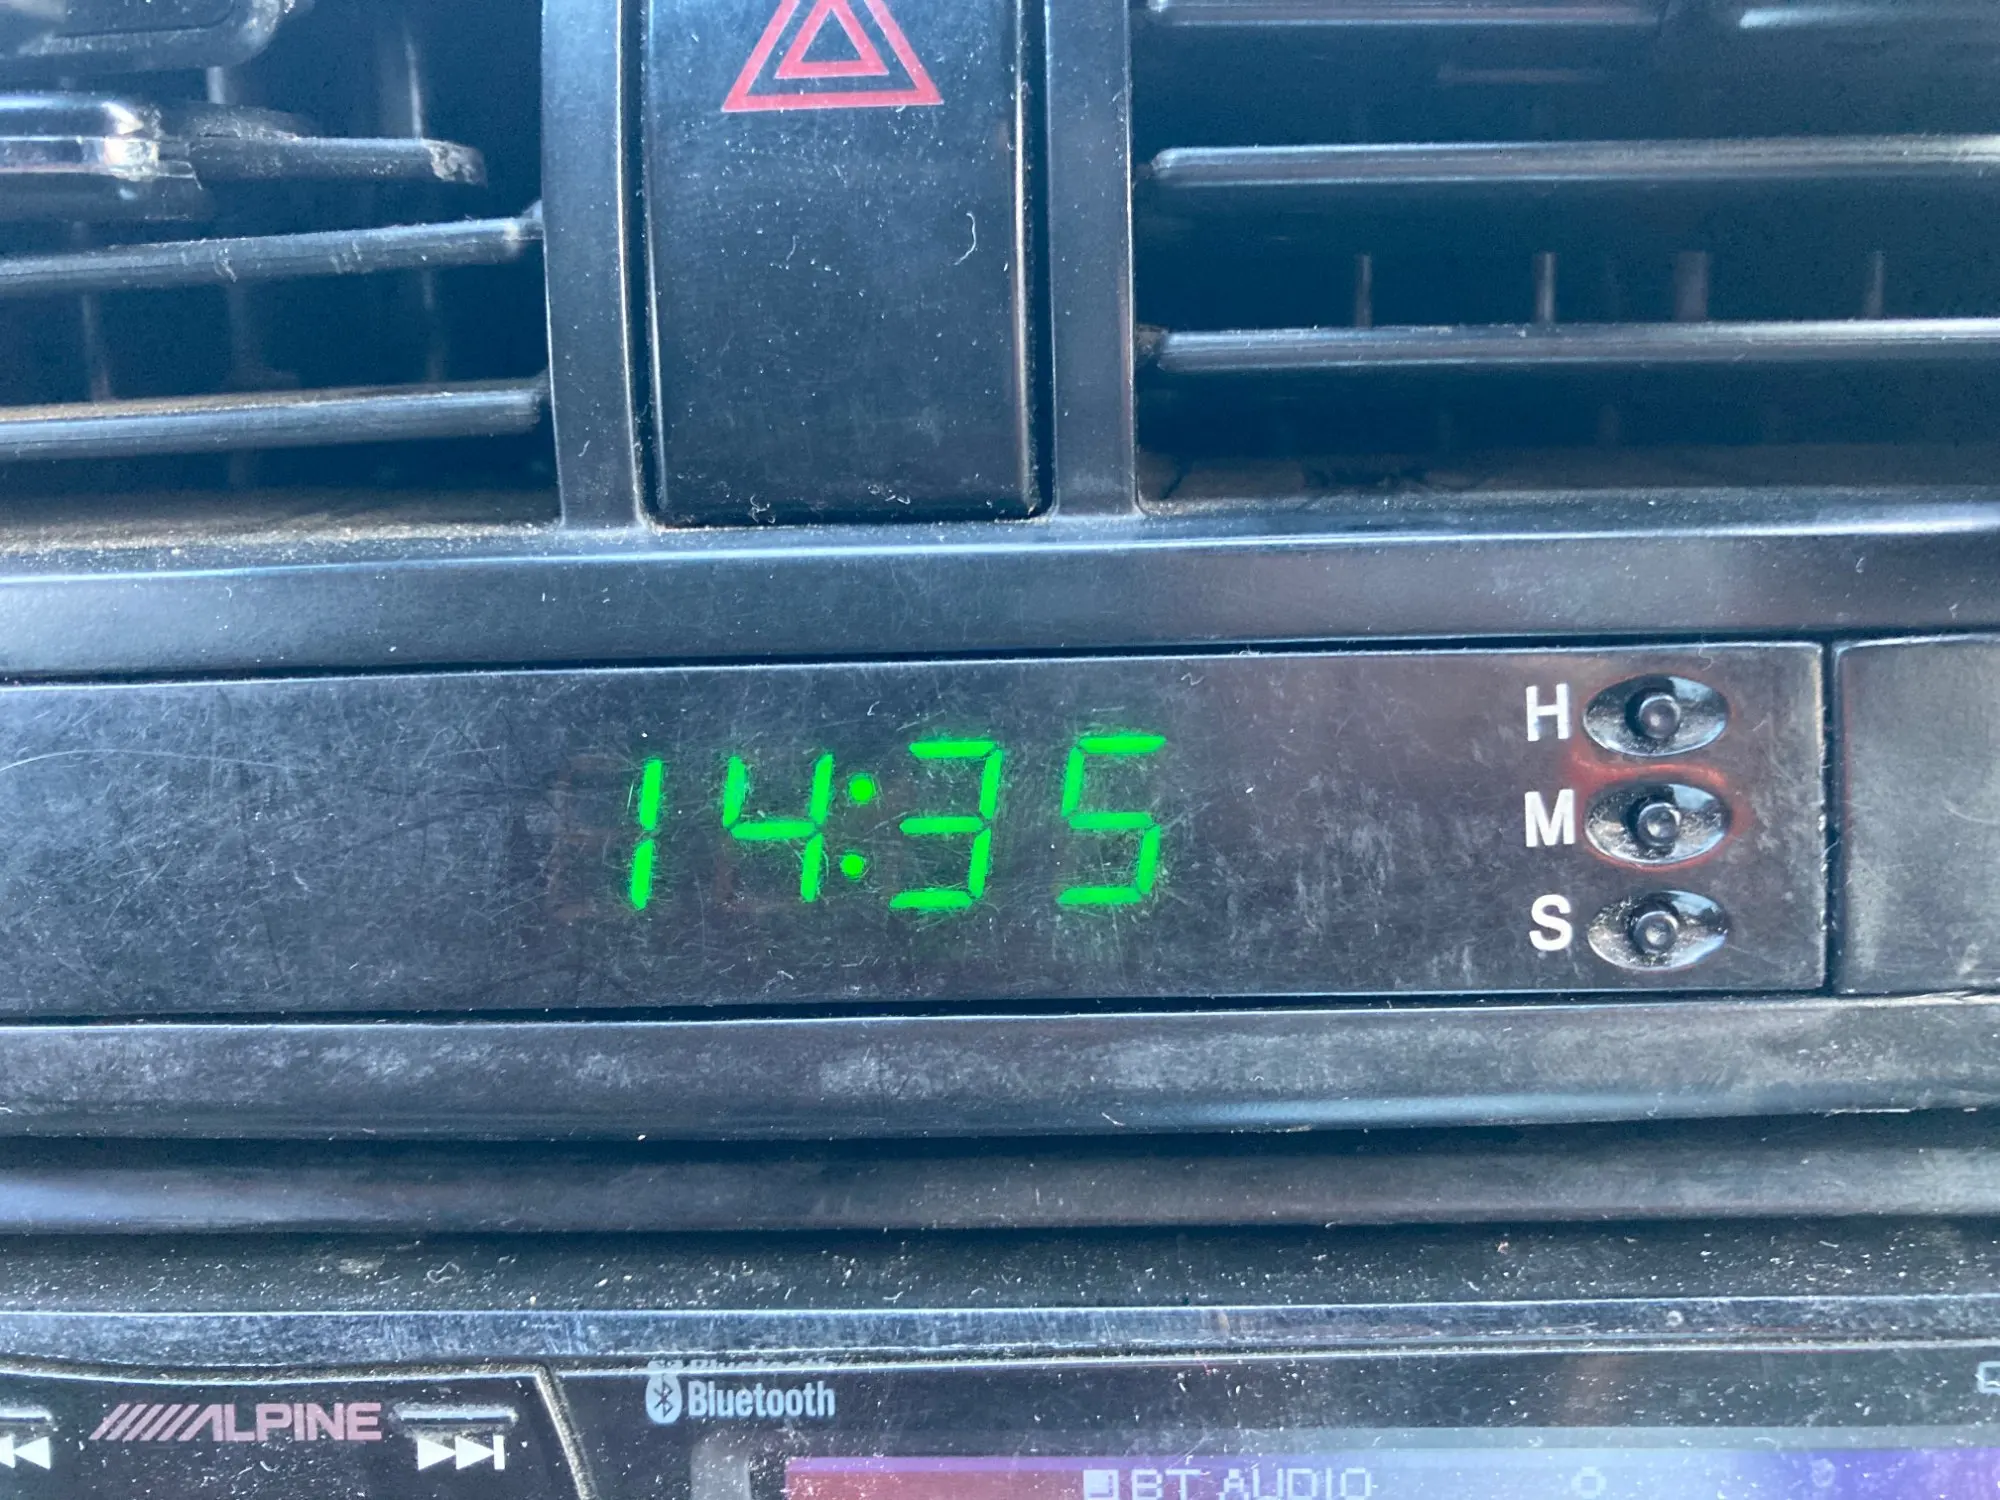 14:35
H
M
S
Bluetooth
ALPINE
BT AUDIO